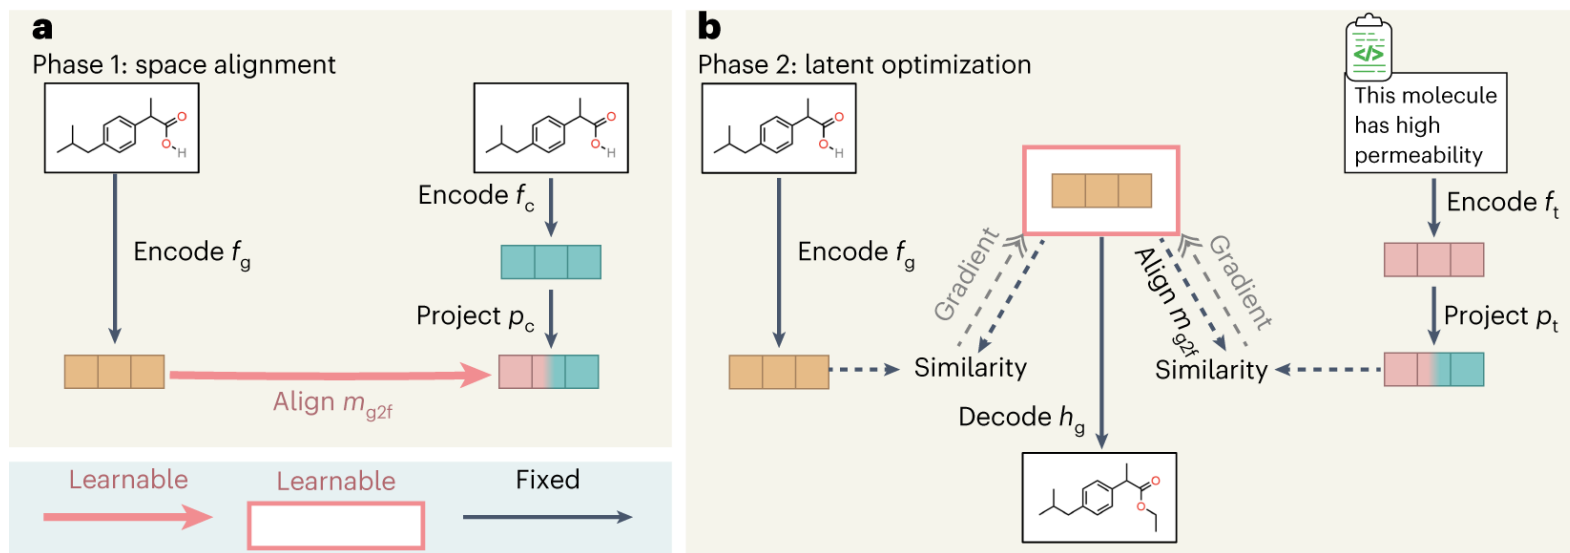 a
Phase 1: space alignment
O
O
H
O
O
H
Encode fc
Encode fg
Project pc
Align mg2f
Learnable
Learnable
Fixed
b
Phase 2: latent optimization
O
O
H
</>
This molecule
has high
permeability
Encode ft
Encode fg
Gradient
Align mg2f
Gradient
Project pt
Similarity
Similarity
Decode hg
O
O